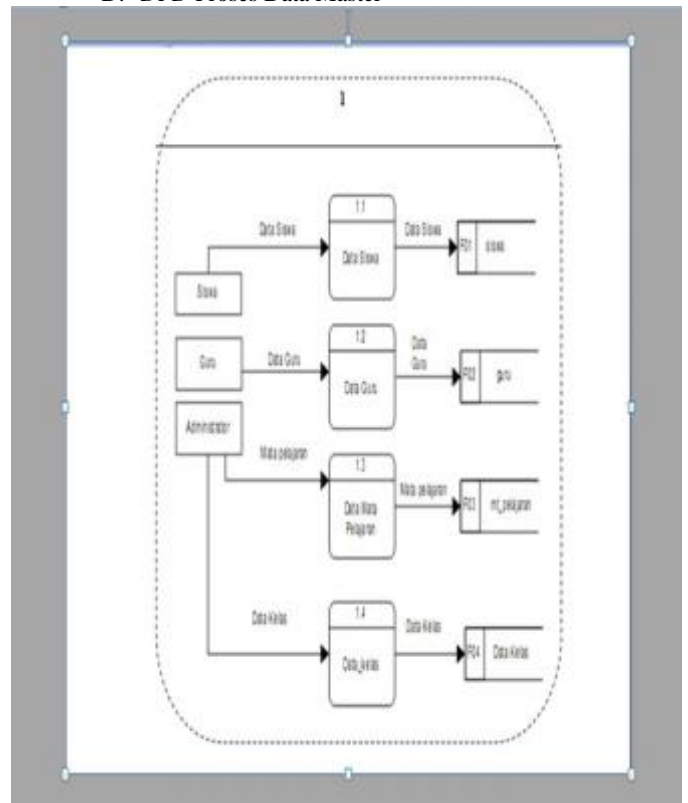 DFD Proses Data Master
1
1.1
Data Siswa
Data Siswa
Data Siswa
F01
siswa
Siswa
1.2
Data
Guru
Guru
Data Guru
Data Guru
F02
guru
Administrator
Mata pelajaran
1.3
Data Mata
Pelajaran
Mata pelajaran
F03
mt_pelajaran
Data Kelas
1.4
Data_kelas
Data Kelas
F04
Data Kelas